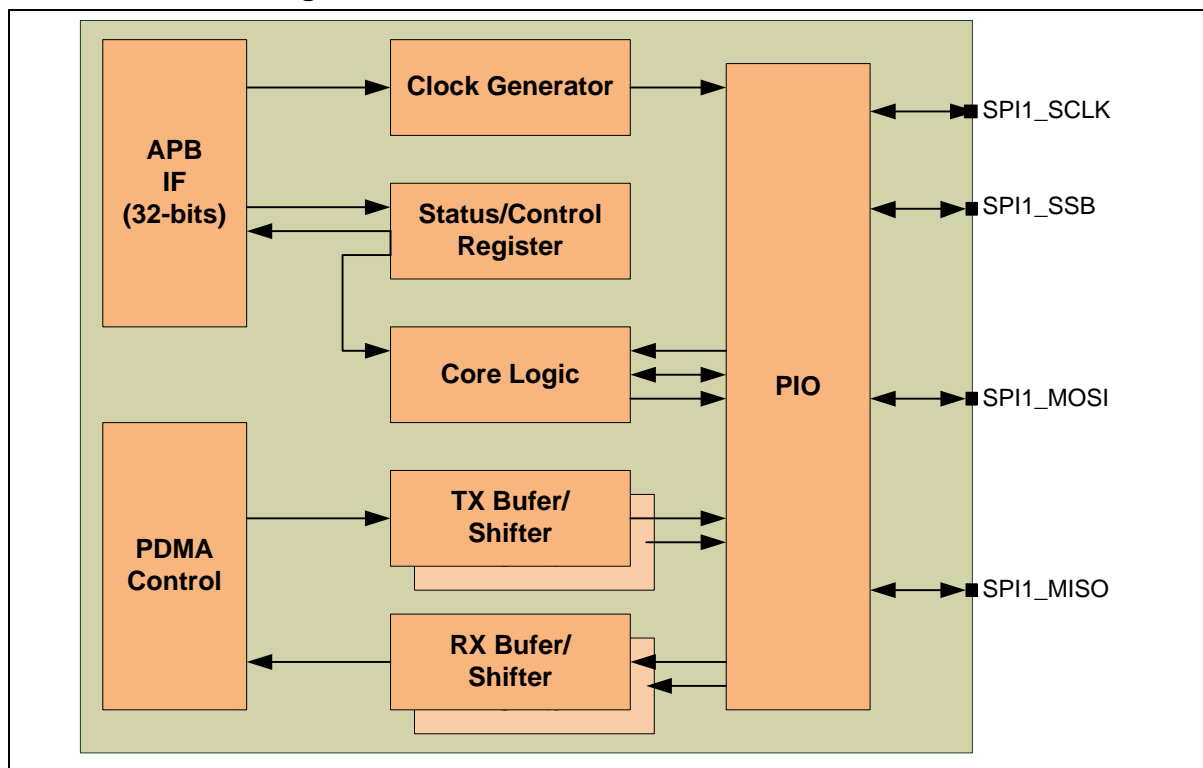 Clock Generator
APB
IF
(32-bits)
Status/Control
Register
Core Logic
PDMA
Control
TX Bufer/
Shifter
RX Bufer/
Shifter
PIO
SPI1_SCLK
SPI1_SSB
SPI1_MOSI
SPI1_MISO